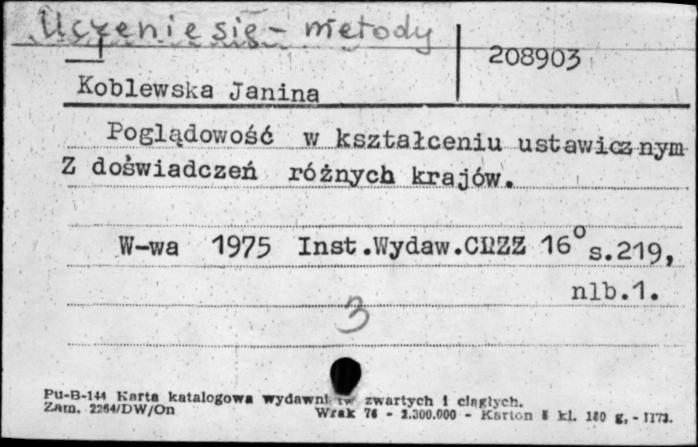 Uczenie się - metody
208903
Koblewska Janina
Poglądowość w kształceniu ustawicznym
Z doświadczeń różnych krajów.
W-wa 1975 Inst.Wydaw.CRZZ 16° s.219,
nlb.1.
3
Pu-B-144 Karta katalogowa wydawni tw zwartych i ciągłych.
Zam. 2264/DW/On Wzak 76 - 2.300.000 - Karton kl. 180 g. - 1173.